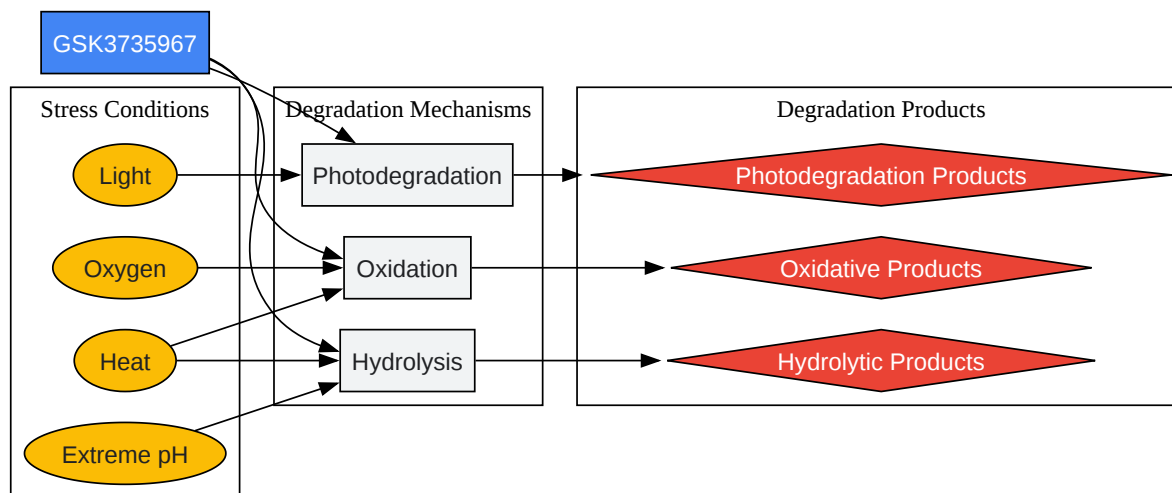 GSK3735967
Stress Conditions
Degradation Mechanisms
Degradation Products
Light
Photodegradation
Photodegradation Products
Oxygen
Oxidation
Oxidative Products
Heat
Hydrolysis
Hydrolytic Products
Extreme pH